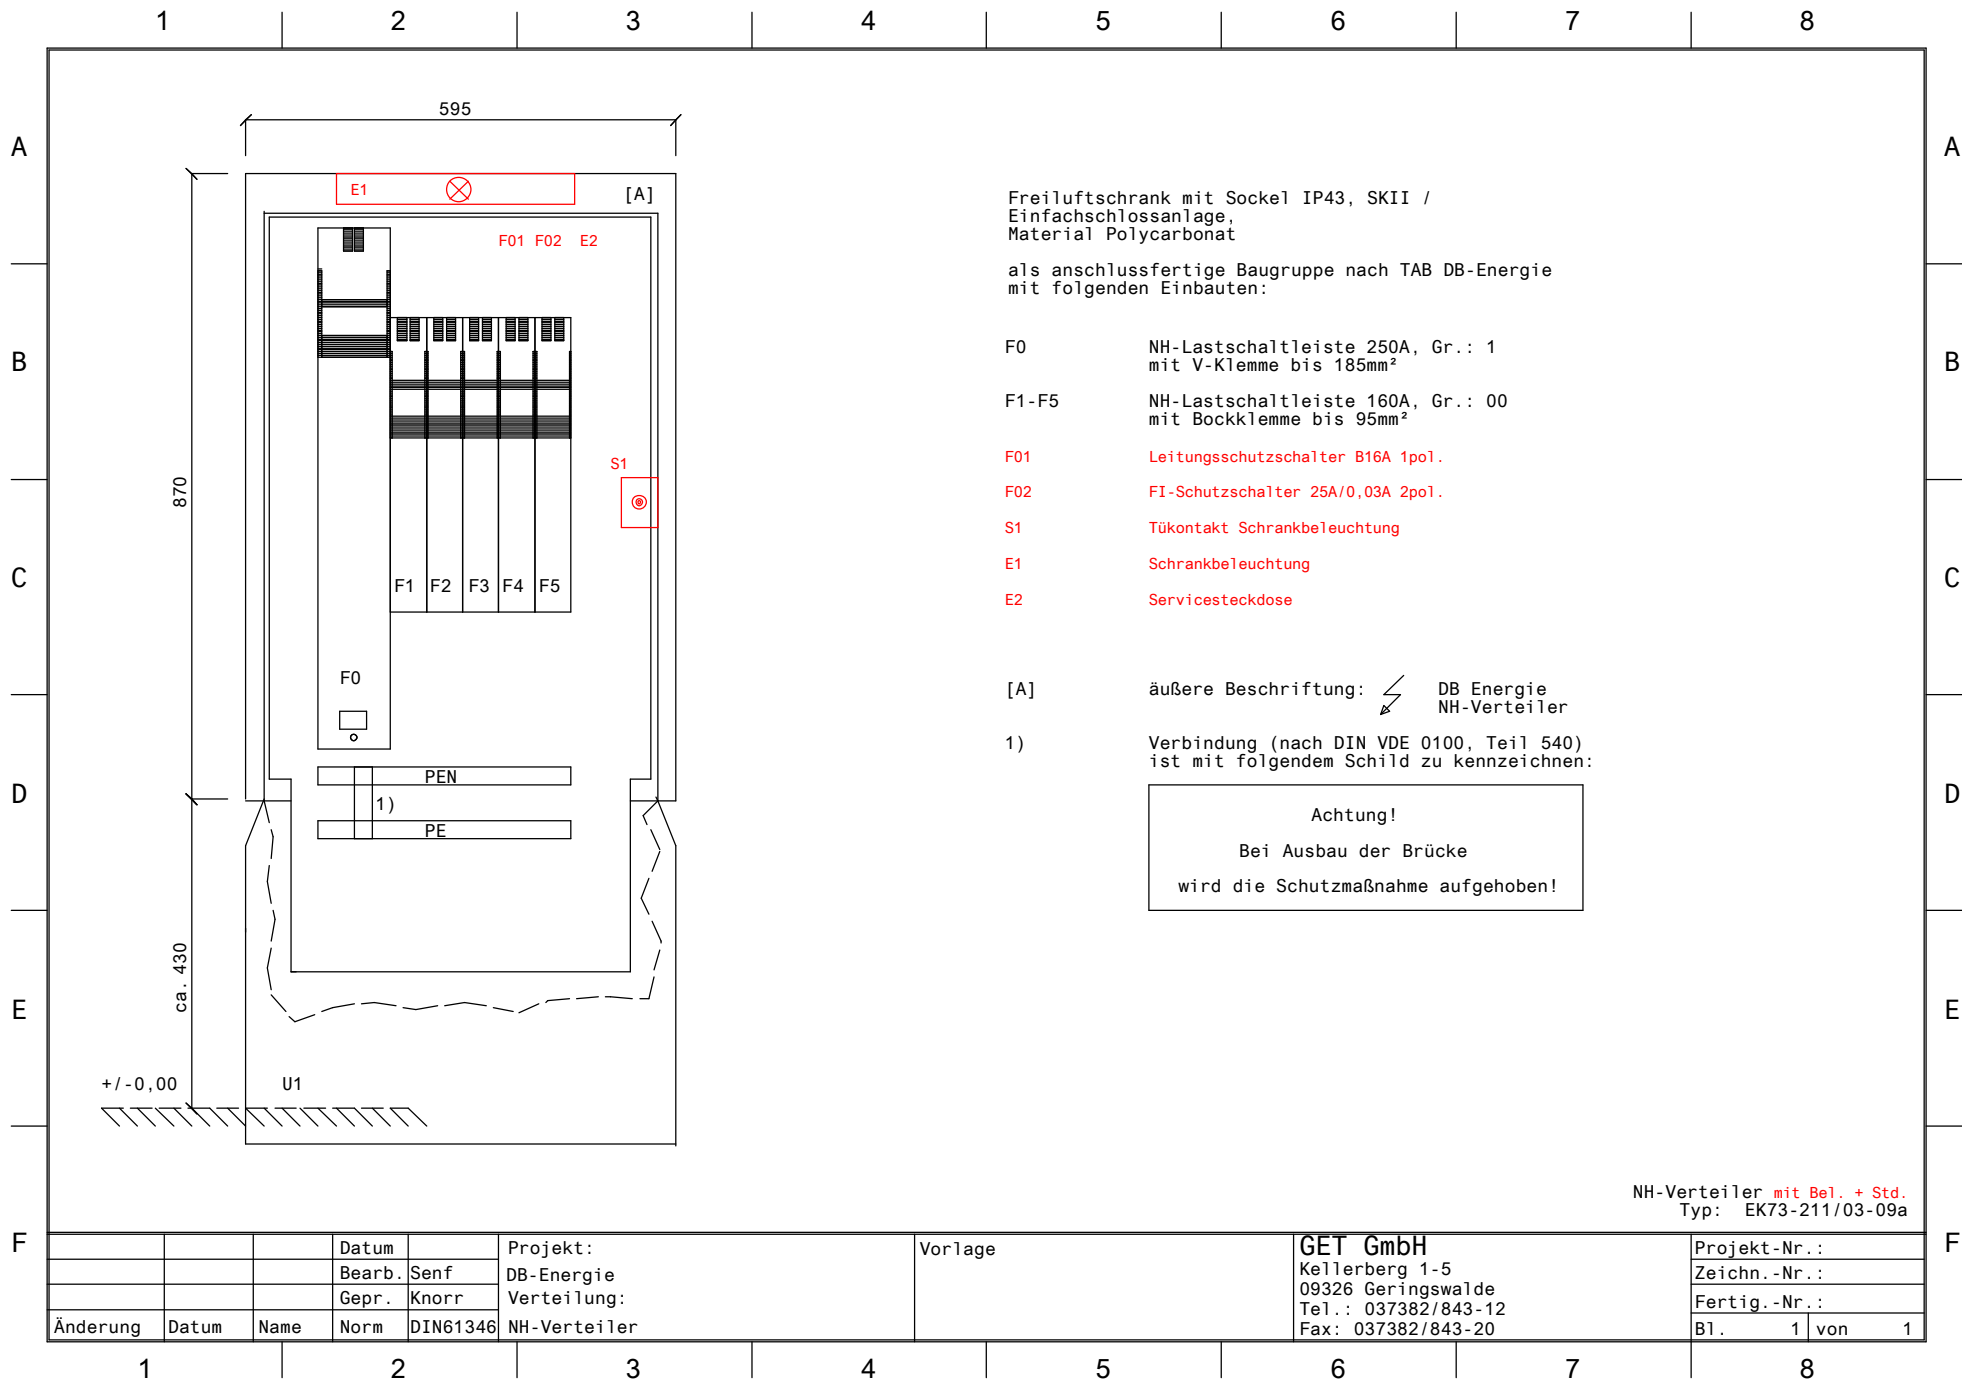 1 2 3 4 5 6 7 8
595
A A
E1 [A]
Freiluftschrank mit Sockel IP43, SKII /
Einfachschlossanlage,
Material Polycarbonat
F01 F02 E2
als anschlussfertige Baugruppe nach TAB DB-Energie
mit folgenden Einbauten:
B B
F0 NH-Lastschaltleiste 250A, Gr.: 1
mit V-Klemme bis 185mm²
F1-F5 NH-Lastschaltleiste 160A, Gr.: 00
mit Bockklemme bis 95mm²
F01 Leitungsschutzschalter B16A 1pol.
S1
870
F02 FI-Schutzschalter 25A/0,03A 2pol.
S1 Tükontakt Schrankbeleuchtung
E1 Schrankbeleuchtung
C C
F1 F2 F3 F4 F5
E2 Servicesteckdose
F0
[A] äußere Beschriftung: DB Energie
NH-Verteiler
1) Verbindung (nach DIN VDE 0100, Teil 540)
ist mit folgendem Schild zu kennzeichnen:
PEN
D D
1)
PE
Achtung!
Bei Ausbau der Brücke
wird die Schutzmaßnahme aufgehoben!
ca. 430
E E
+/-0,00 U1
NH-Verteiler mit Bel. + Std.
Typ: EK73-211/03-09a
F F
Datum Projekt: Vorlage GET GmbH Projekt-Nr.:
Bearb. Senf DB-Energie Kellerberg 1-5 Zeichn.-Nr.:
Gepr. Knorr Verteilung: 09326 Geringswalde Fertig.-Nr.:
Tel.: 037382/843-12
Änderung Datum Name Norm DIN61346 NH-Verteiler Fax: 037382/843-20 Bl. 1 von 1
1 2 3 4 5 6 7 8